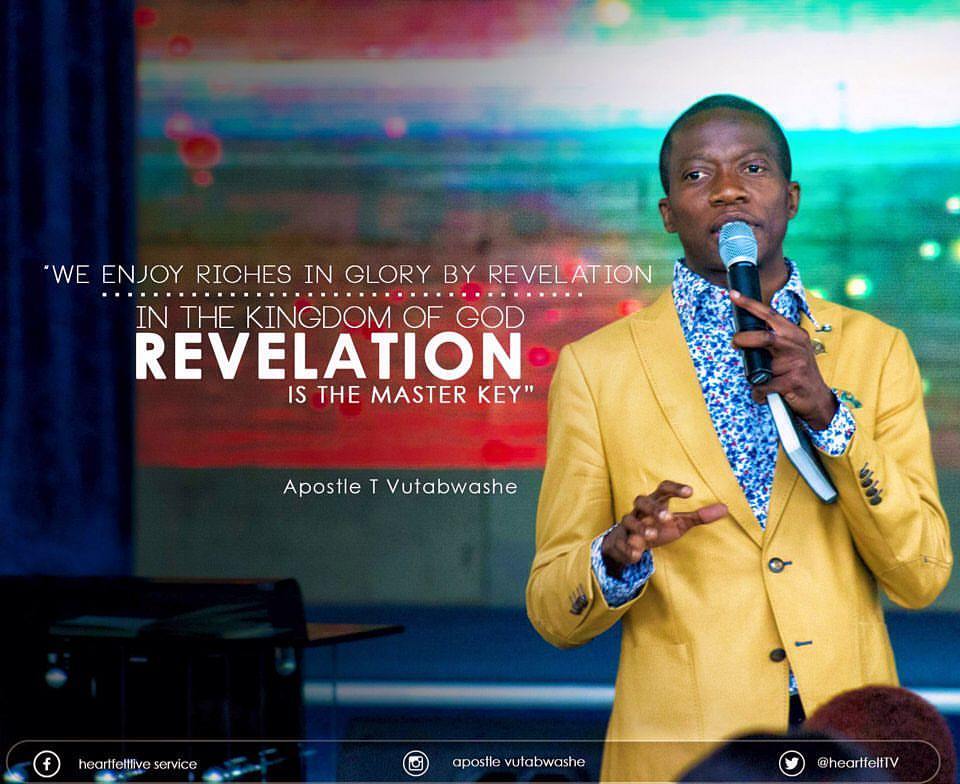 "WE ENJOY RICHES IN GLORY BY REVELATION
IN THE KINGDOM OF GOD
REVELATION
IS THE MASTER KEY"
Apostle T Vutabwashe
heartfeltlive service
apostle vutabwashe
@heartfeltTV